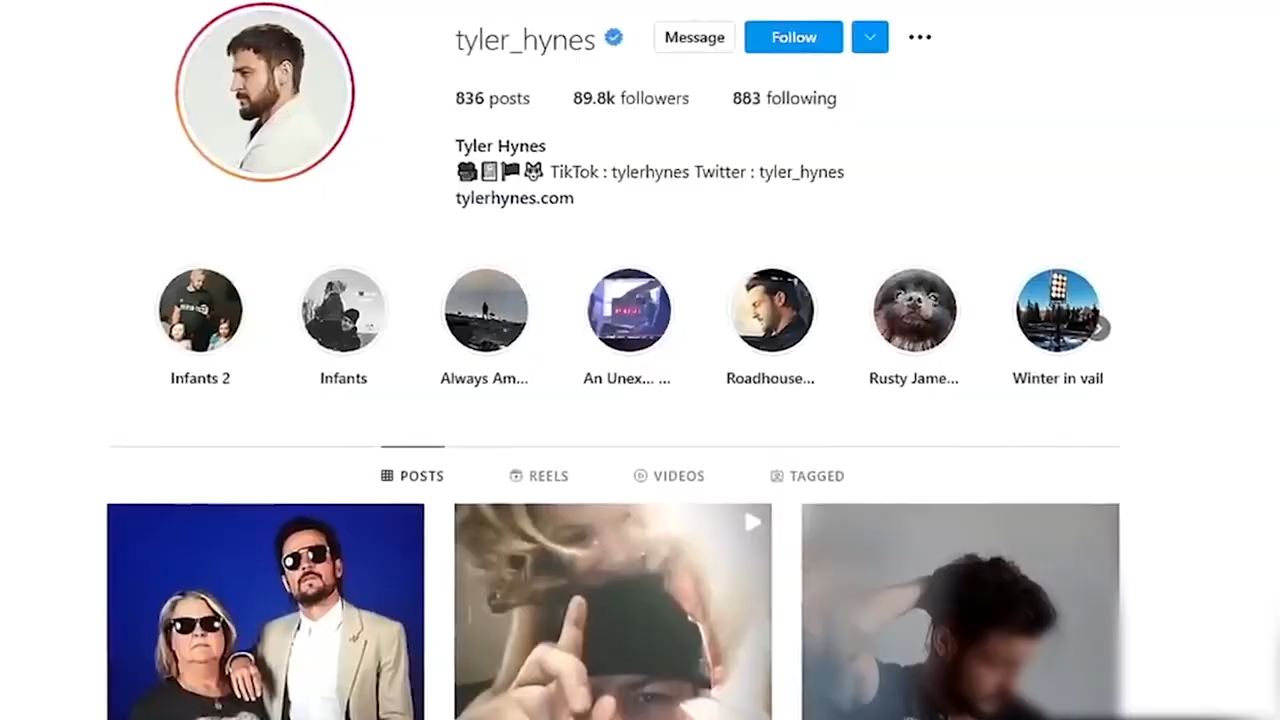 tyler_hynes Message Follow
836 posts 89.8k followers 883 following
Tyler Hynes
TikTok : tylerhynes Twitter : tyler_hynes
tylerhynes.com
Infants 2 Infants Always Am... An Unex... ... Roadhouse... Rusty Jame... Winter in vail
POSTS REELS VIDEOS TAGGED